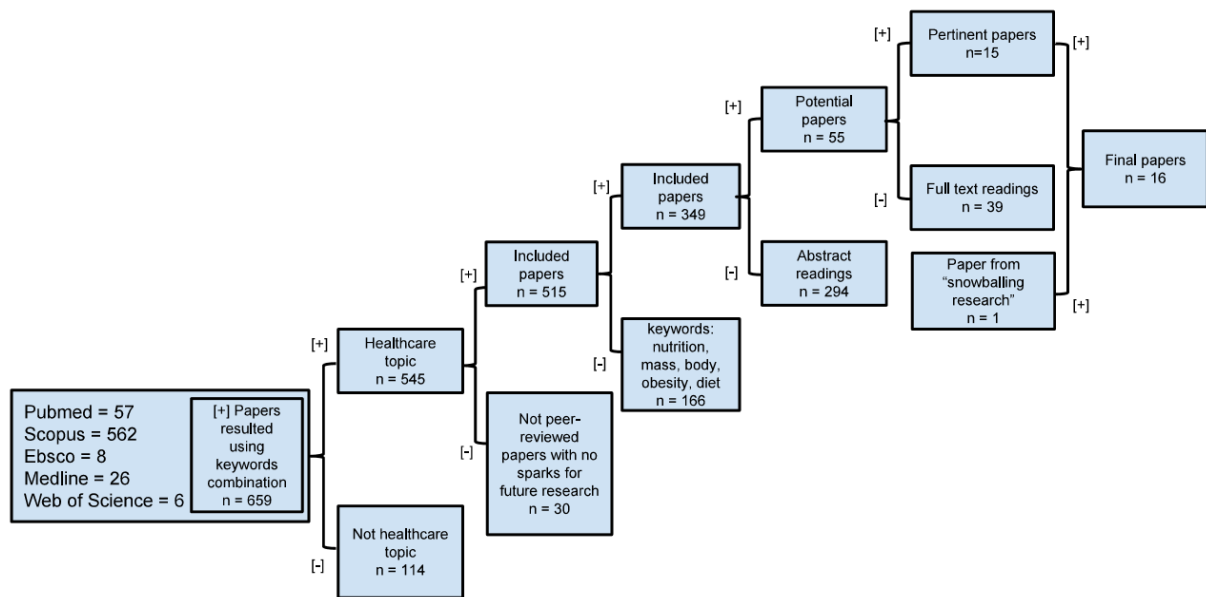 Pubmed = 57
Scopus = 562
Ebsco = 8
Medline = 26
Web of Science = 6
[+] Papers
resulted
using
keywords
combination
n = 659
[+]
Healthcare
topic
n = 545
[-]
Not healthcare
topic
n = 114
[+]
Included
papers
n = 515
[-]
Not peer-
reviewed
papers with no
sparks for
future research
n = 30
[+]
Included
papers
n = 349
[-]
keywords:
nutrition,
mass, body,
obesity, diet
n = 166
[+]
Potential
papers
n = 55
[-]
Abstract
readings
n = 294
[+]
Pertinent papers
n=15
[+]
[-]
Full text readings
n = 39
Paper from
“snowballing
research”
n = 1
[+]
Final papers
n = 16